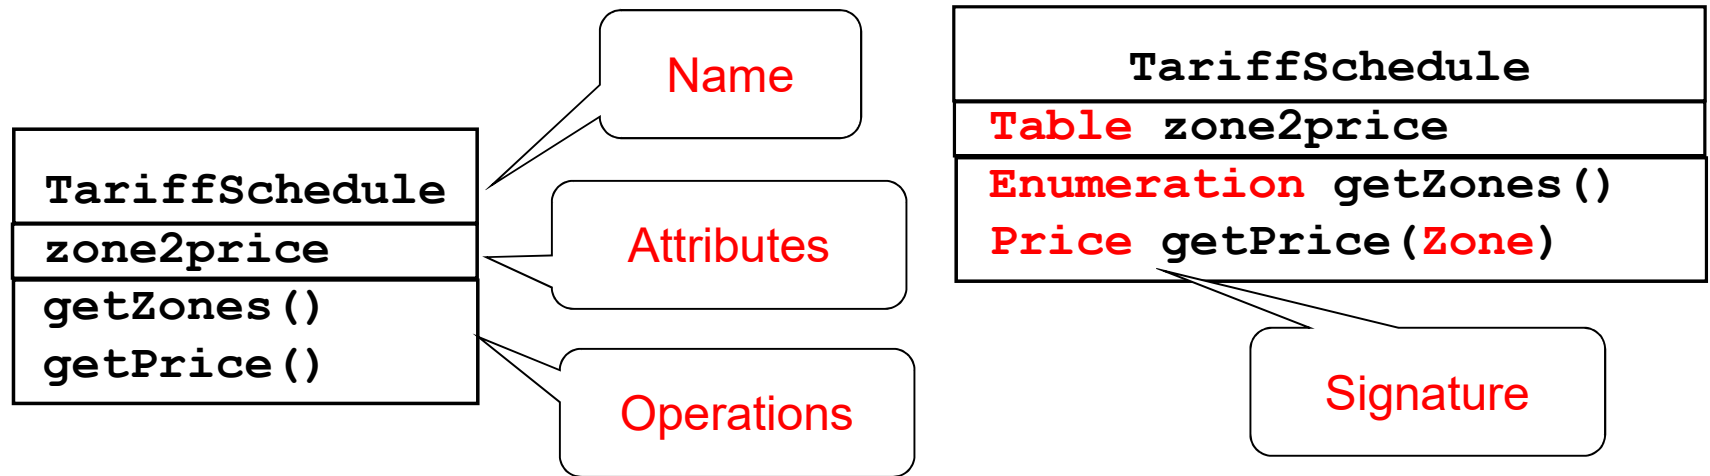 TariffSchedule
zone2price
getZones()
getPrice()
Name
Attributes
Operations
TariffSchedule
Table zone2price
Enumeration getZones()
Price getPrice(Zone)
Signature